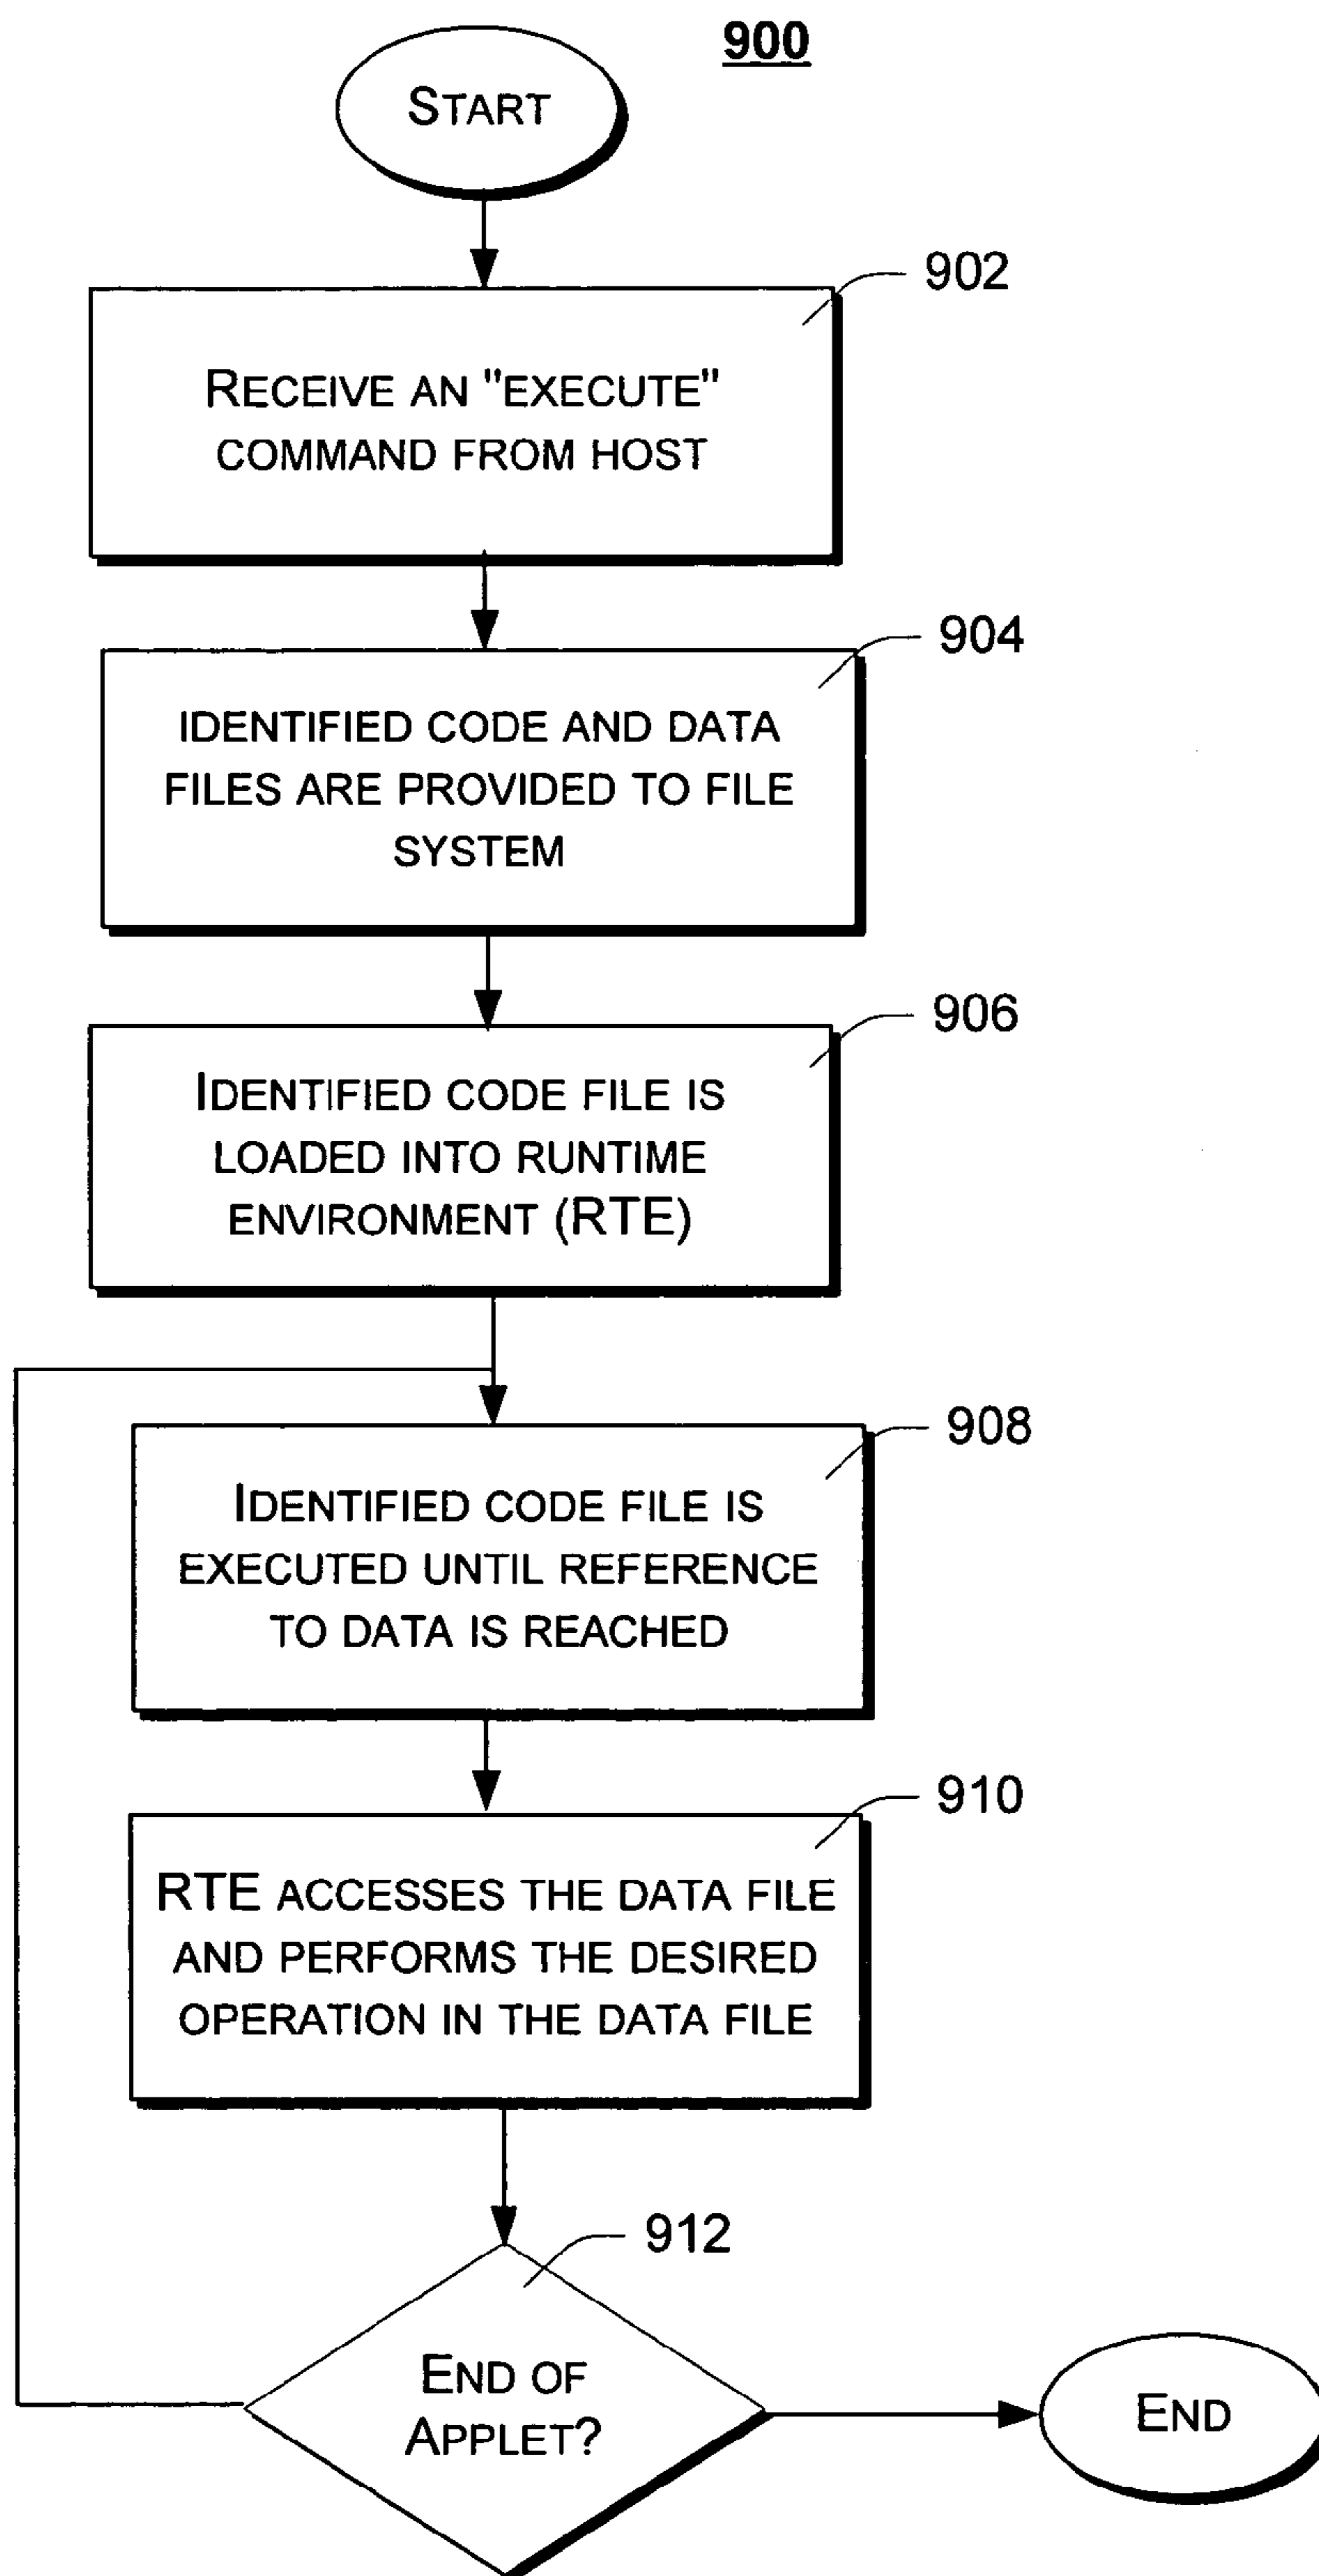 900
START
902
RECEIVE AN "EXECUTE"
COMMAND FROM HOST
904
IDENTIFIED CODE AND DATA
FILES ARE PROVIDED TO FILE
SYSTEM
906
IDENTIFIED CODE FILE IS
LOADED INTO RUNTIME
ENVIRONMENT (RTE)
908
IDENTIFIED CODE FILE IS
EXECUTED UNTIL REFERENCE
TO DATA IS REACHED
910
RTE ACCESSES THE DATA FILE
AND PERFORMS THE DESIRED
OPERATION IN THE DATA FILE
912
END OF
APPLET?
END